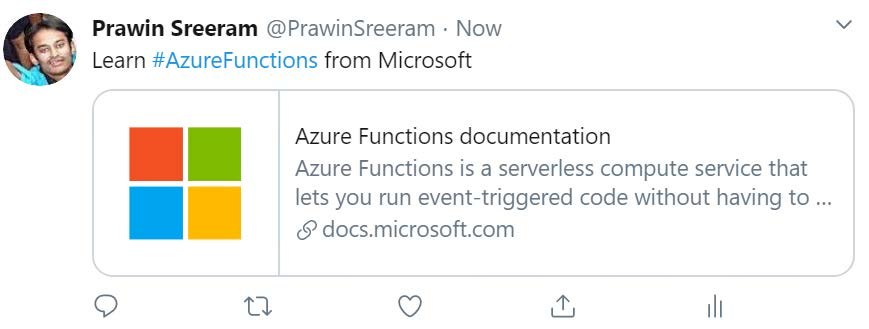 Prawin Sreeram @PrawinSreeram · Now
Learn #AzureFunctions from Microsoft
Azure Functions documentation
Azure Functions is a serverless compute service that
lets you run event-triggered code without having to ...
docs.microsoft.com